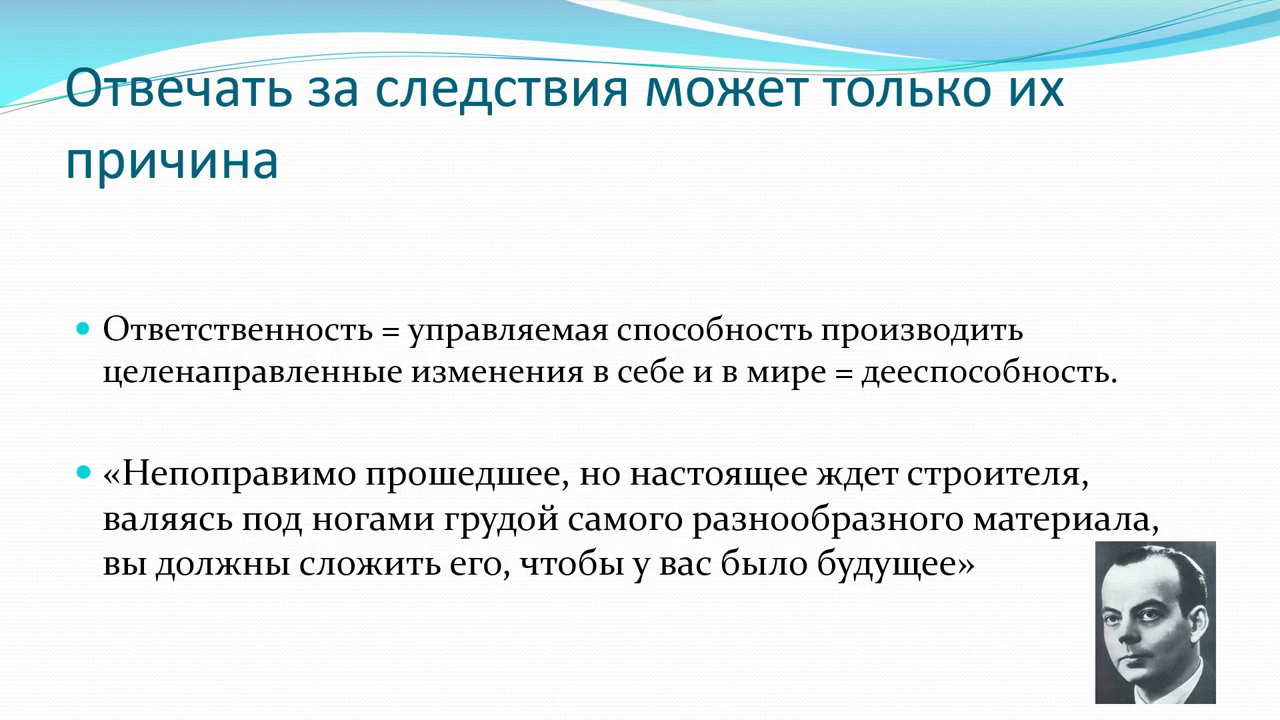 Отвечать за следствия может только их
причина
Ответственность = управляемая способность производить
целенаправленные изменения в себе и в мире = дееспособность.
«Непоправимо прошедшее, но настоящее ждет строителя,
валяясь под ногами грудой самого разнообразного материала,
вы должны сложить его, чтобы у вас было будущее»